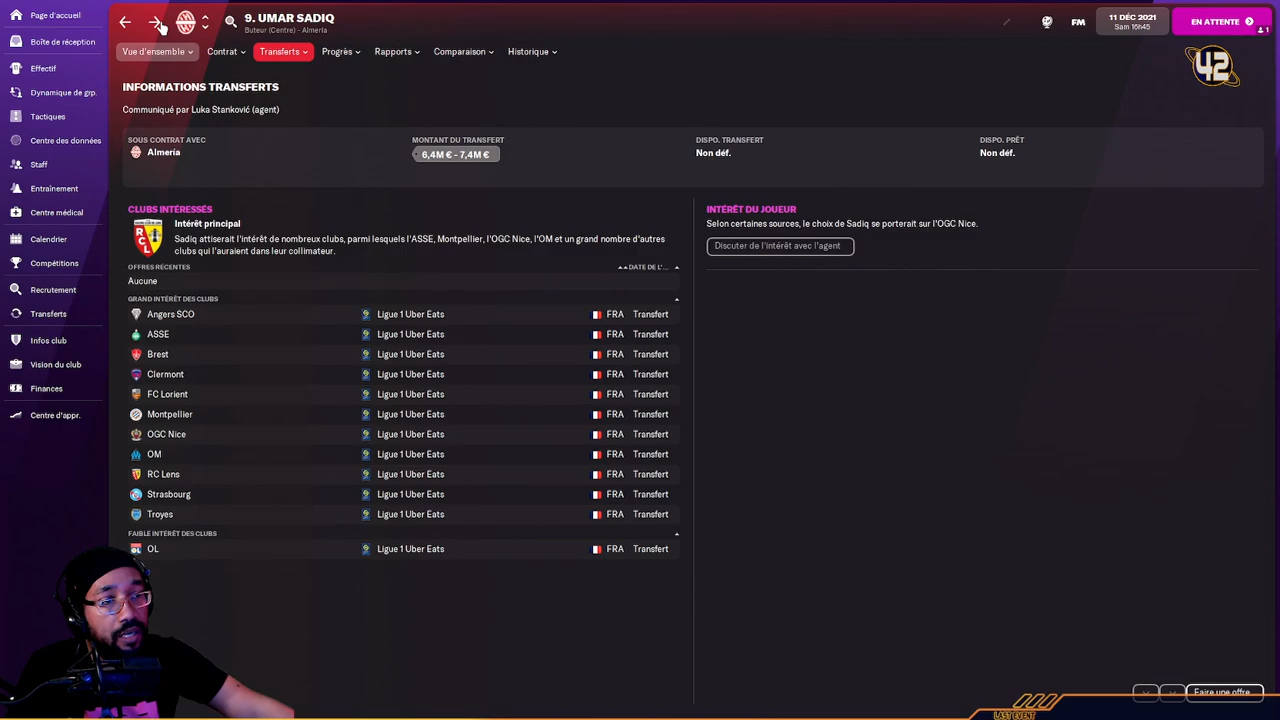 Page d'accueil
Boîte de réception
Effectif
Dynamique de grp.
Tactiques
Centre des données
Staff
Entraînement
Centre médical
Calendrier
Compétitions
Recrutement
Transferts
Infos club
Vision du club
Finances
Centre d'appr.
9. UMAR SADIQ
Buteur (Centre) - Almería
FM
11 DÉC 2021
Sam 16h45
EN ATTENTE
1
Vue d'ensemble
Contrat
Transferts
Progrès
Rapports
Comparaison
Historique
42
INFORMATIONS TRANSFERTS
Communiqué par Luka Stanković (agent)
SOUS CONTRAT AVEC
Almería
MONTANT DU TRANSFERT
6,4M € - 7,4M €
DISPO. TRANSFERT
Non déf.
DISPO. PRÊT
Non déf.
CLUBS INTÉRESSÉS
Intérêt principal
Sadiq attiserait l'intérêt de nombreux clubs, parmi lesquels l'ASSE, Montpellier, l'OGC Nice, l'OM et un grand nombre d'autres
clubs qui l'auraient dans leur collimateur.
OFFRES RÉCENTES DATE DE L'...
Aucune
GRAND INTÉRÊT DES CLUBS
Angers SCO Ligue 1 Uber Eats FRA Transfert
ASSE Ligue 1 Uber Eats FRA Transfert
Brest Ligue 1 Uber Eats FRA Transfert
Clermont Ligue 1 Uber Eats FRA Transfert
FC Lorient Ligue 1 Uber Eats FRA Transfert
Montpellier Ligue 1 Uber Eats FRA Transfert
OGC Nice Ligue 1 Uber Eats FRA Transfert
OM Ligue 1 Uber Eats FRA Transfert
RC Lens Ligue 1 Uber Eats FRA Transfert
Strasbourg Ligue 1 Uber Eats FRA Transfert
Troyes Ligue 1 Uber Eats FRA Transfert
FAIBLE INTÉRÊT DES CLUBS
OL Ligue 1 Uber Eats FRA Transfert
INTÉRÊT DU JOUEUR
Selon certaines sources, le choix de Sadiq se porterait sur l'OGC Nice.
Discuter de l'intérêt avec l'agent
Faire une offre
LAST EVENT